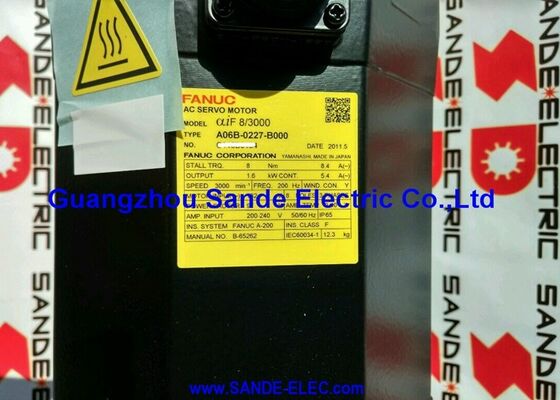 FANUC
AC SERVO MOTOR
MODEL αiF 8/3000
TYPE A06B-0227-B000
NO. DATE 2011.5
FANUC CORPORATION YAMANASHI, MADE IN JAPAN
STALL TRQ. 8 Nm 8.4 A(~)
OUTPUT 1.6 kW CONT. 5.4 A(~)
SPEED 3000 min⁻¹ FREQ. 200 Hz WIND CON. Y
Guangzhou Sande Electric Co.,Ltd
AMP. INPUT 200-240 V 50/60 Hz IP65
INS. SYSTEM FANUC A-200 INS. CLASS F
MANUAL NO. B-65262 IEC60034-1 12.3 kg
www.SANDE-ELEC.com
SANDE-ELECTRIC
SANDE-ELECTRIC
SANDE